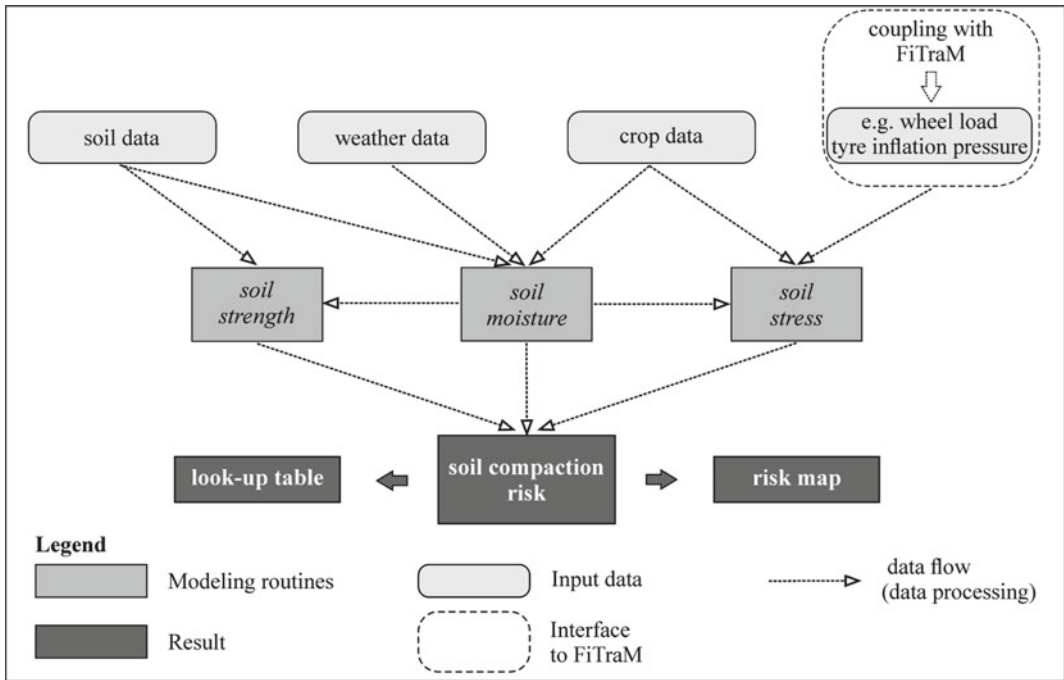 coupling with
FiTraM
soil data
weather data
crop data
e.g. wheel load
tyre inflation pressure
soil
strength
soil
moisture
soil
stress
look-up table
soil compaction
risk
risk map
Legend
Modeling routines
Input data
data flow
(data processing)
Result
Interface
to FiTraM